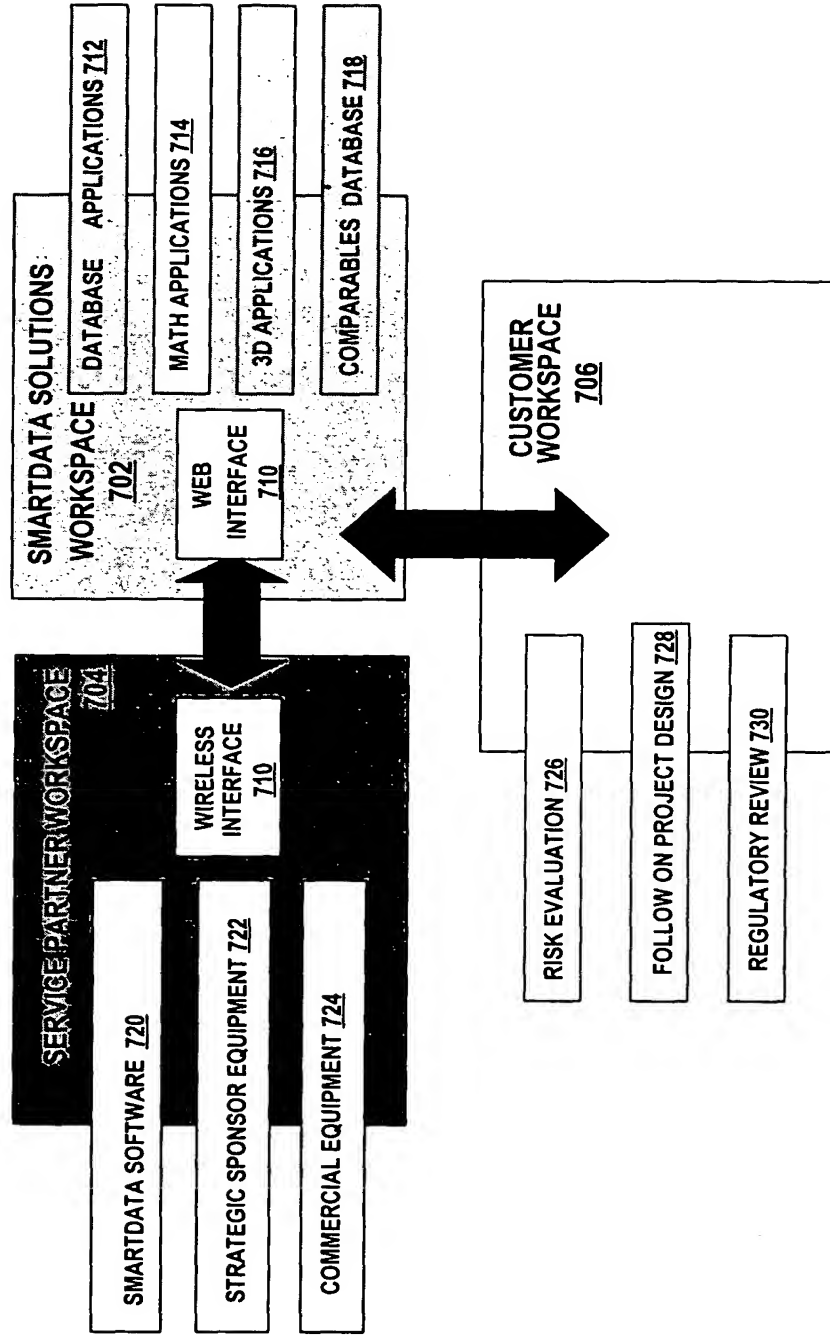 SERVICE PARTNER WORKSPACE
704
SMARTDATA SOFTWARE 720
STRATEGIC SPONSOR EQUIPMENT 722
COMMERCIAL EQUIPMENT 724
WIRELESS
INTERFACE
710
SMARTDATA SOLUTIONS
WORKSPACE
702
WEB
INTERFACE
710
DATABASE APPLICATIONS 712
MATH APPLICATIONS 714
3D APPLICATIONS 716
COMPARABLES DATABASE 718
CUSTOMER
WORKSPACE
706
RISK EVALUATION 726
FOLLOW ON PROJECT DESIGN 728
REGULATORY REVIEW 730